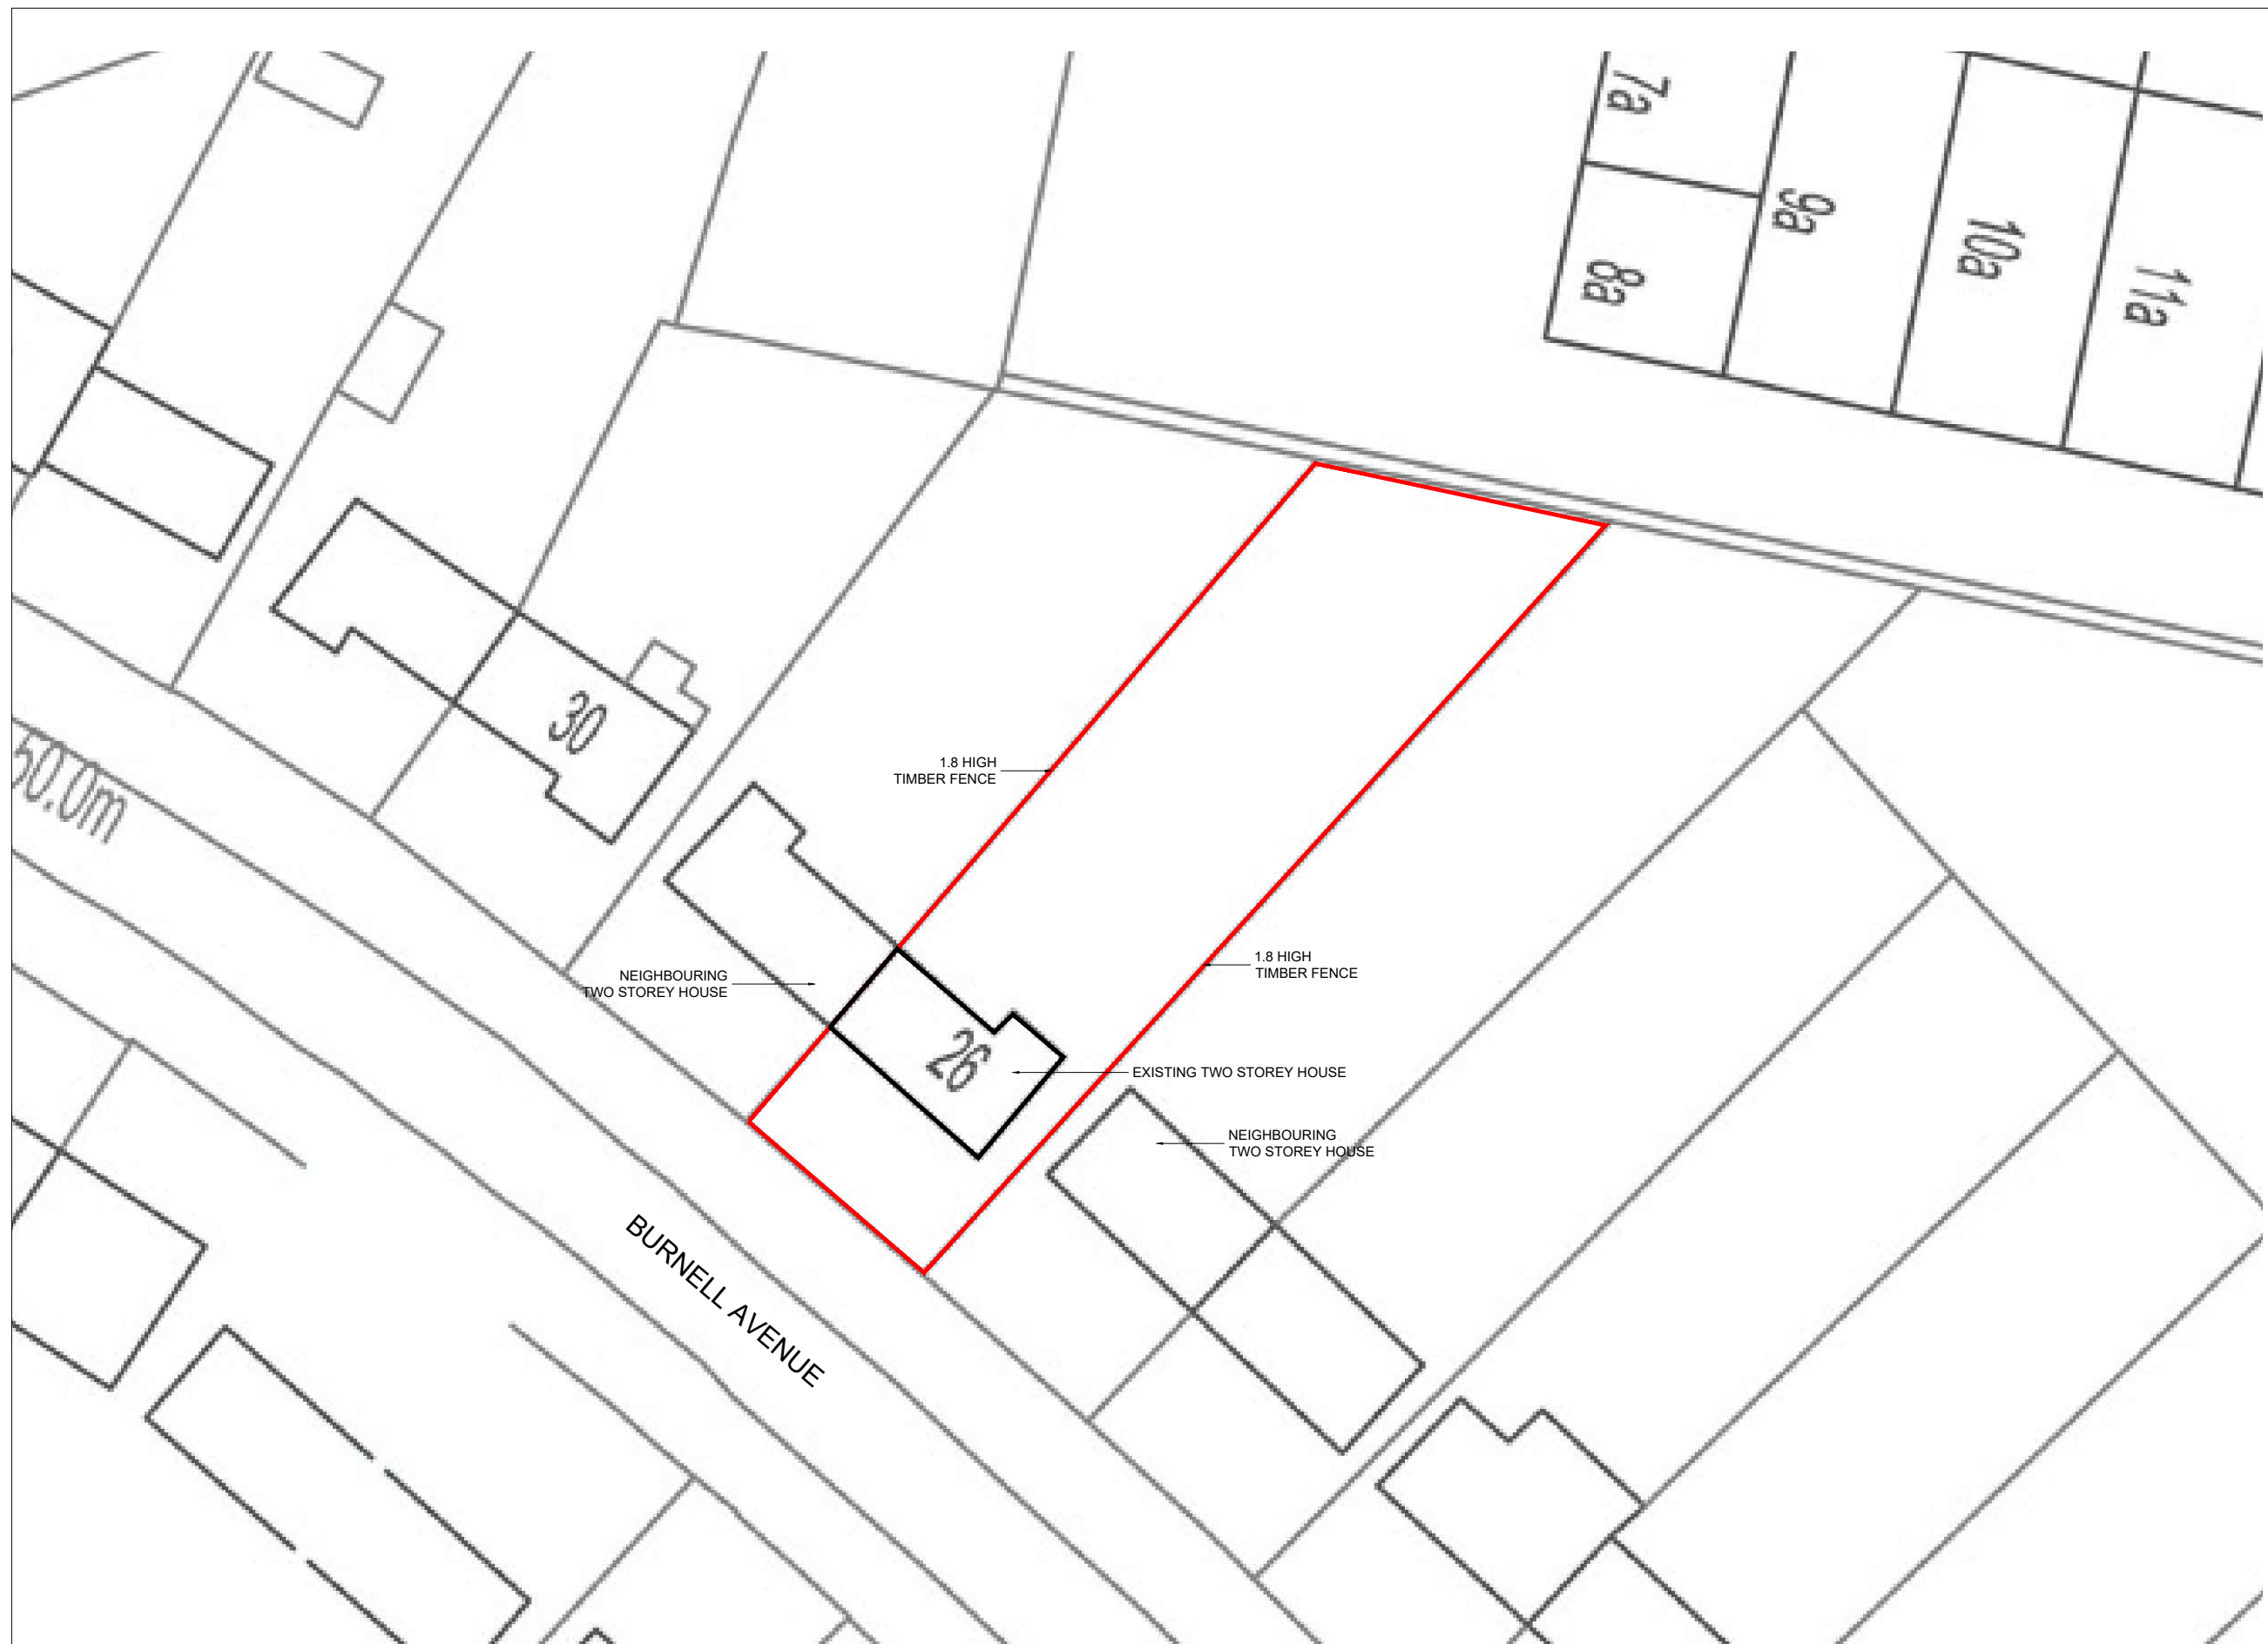 7a
9a
10a
8a
11a
30
50.0m
1.8 HIGH
TIMBER FENCE
NEIGHBOURING
TWO STOREY HOUSE
1.8 HIGH
TIMBER FENCE
26
EXISTING TWO STOREY HOUSE
NEIGHBOURING
TWO STOREY HOUSE
BURNELL AVENUE